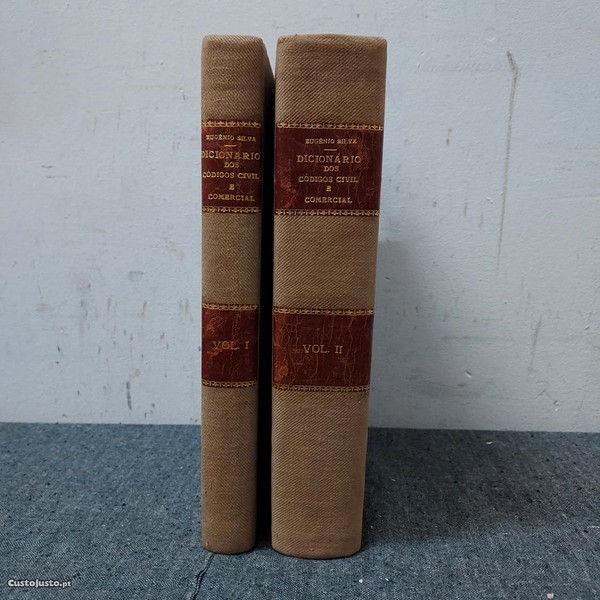 EUGÉNIO SILVA
DICIONÁRIO
DOS
CÓDIGOS CIVIL
E
COMERCIAL
VOL. I
EUGÉNIO SILVA
DICIONÁRIO
DOS
CÓDIGOS CIVIL
E
COMERCIAL
VOL. II
CustoJusto.pt